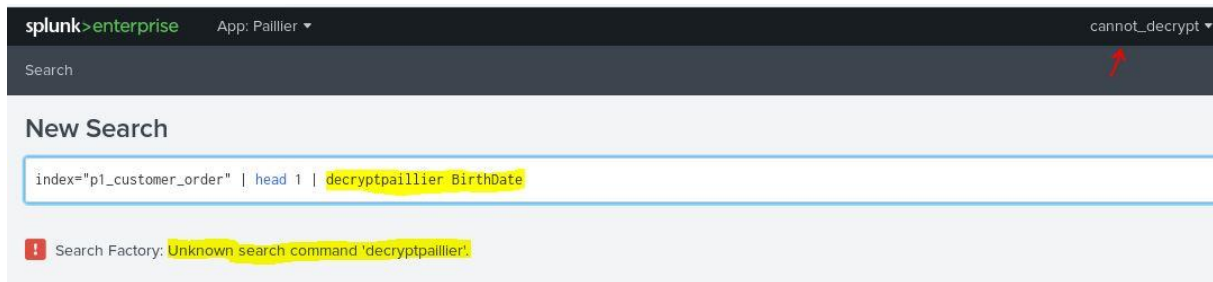 splunk>enterprise App: Paillier ▾ cannot_decrypt ▾
Search
New Search
index="p1_customer_order" | head 1 | decryptpaillier BirthDate
! Search Factory: Unknown search command 'decryptpaillier'.